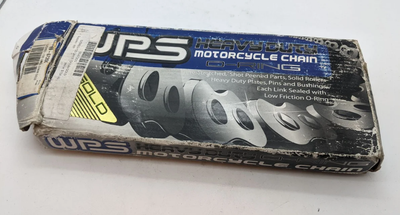 WPS
HEAVY DUTY
MOTORCYCLE CHAIN
O-RING
Shot Peened Parts, Solid Rollers
Heavy Duty Plates, Pins and Bushings
Each Link Sealed with
Low Friction O-Ring
GOLD
WPS
MOTORCYCLE CHAIN